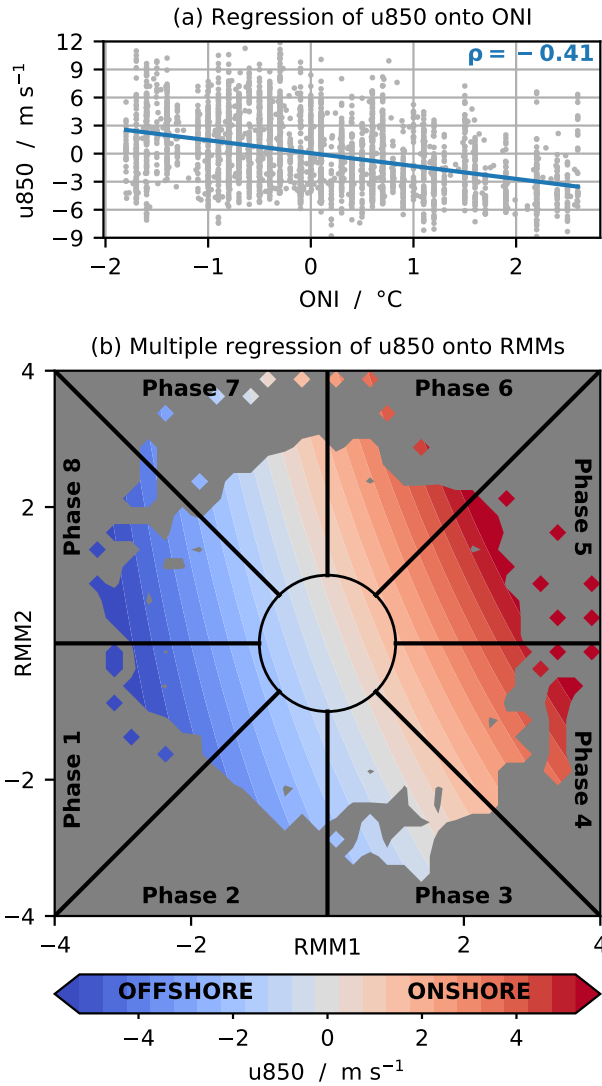 (a) Regression of u850 onto ONI
12
9
6
3
0
−3
−6
−9
ρ = − 0.41
u850 / m s⁻¹
−2 −1 0 1 2
ONI / °C
(b) Multiple regression of u850 onto RMMs
4
2
0
−2
−4
RMM2
Phase 7
Phase 6
Phase 8
Phase 5
Phase 1
Phase 4
Phase 2
Phase 3
−4 −2 RMM1 2 4
OFFSHORE ONSHORE
−4 −2 0 2 4
u850 / m s⁻¹